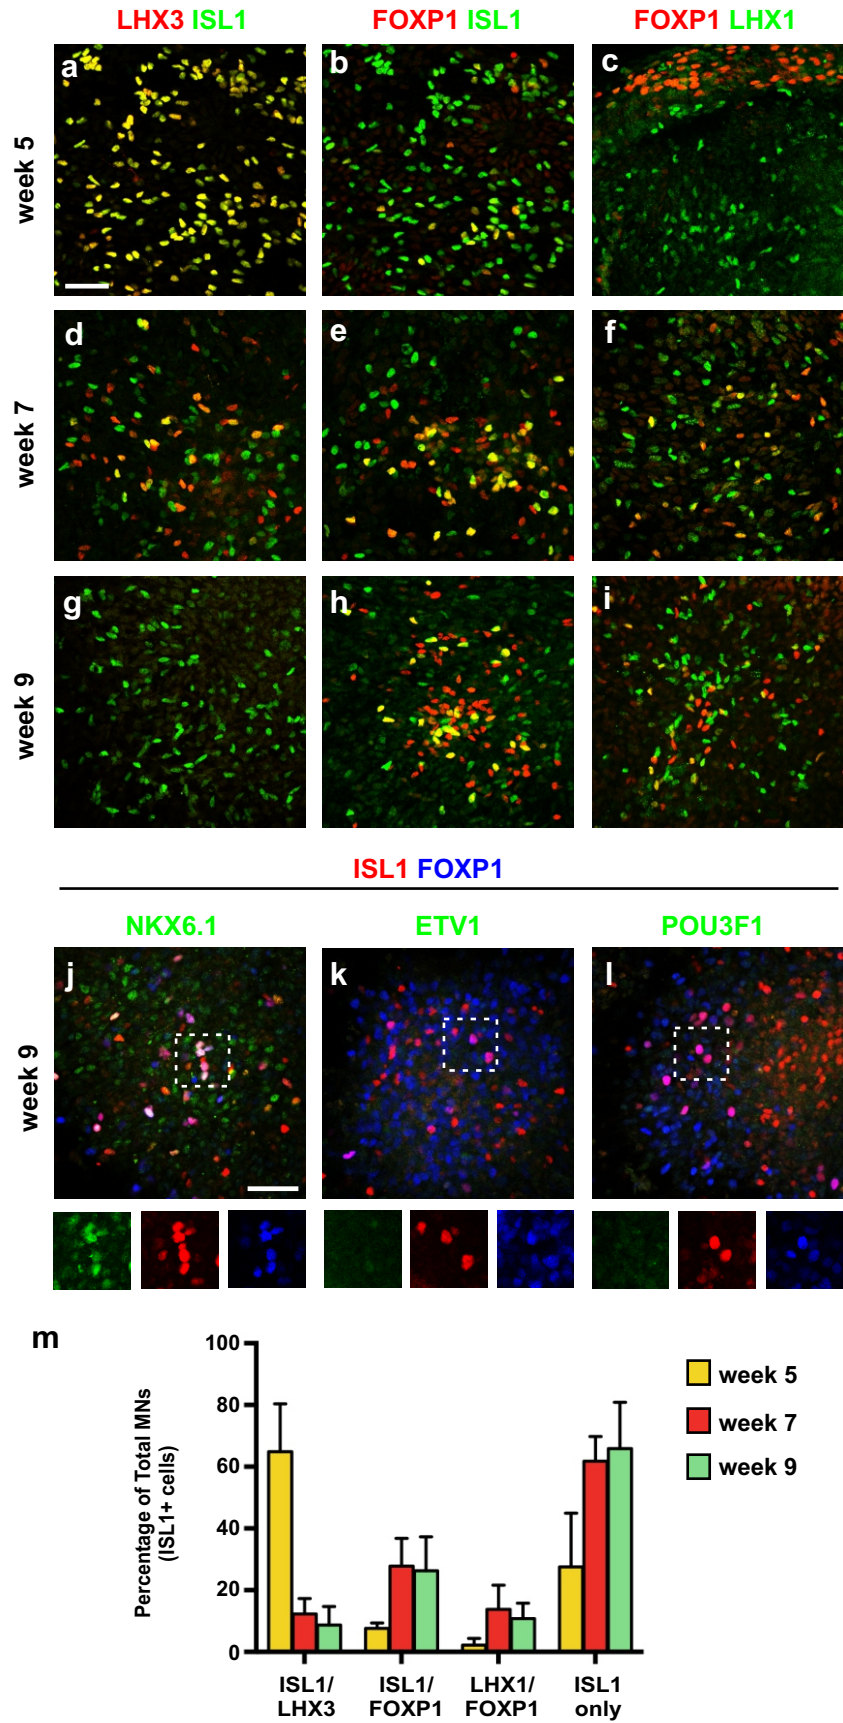 LHX3 ISL1
FOXP1 ISL1
FOXP1 LHX1
week 5
a
b
c
week 7
d
e
f
week 9
g
h
i
ISL1 FOXP1
NKX6.1
ETV1
POU3F1
week 9
j
k
l
m
Percentage of Total MNs
(ISL1+ cells)
100
80
60
40
20
0
ISL1/
LHX3
ISL1/
FOXP1
LHX1/
FOXP1
ISL1
only
week 5
week 7
week 9